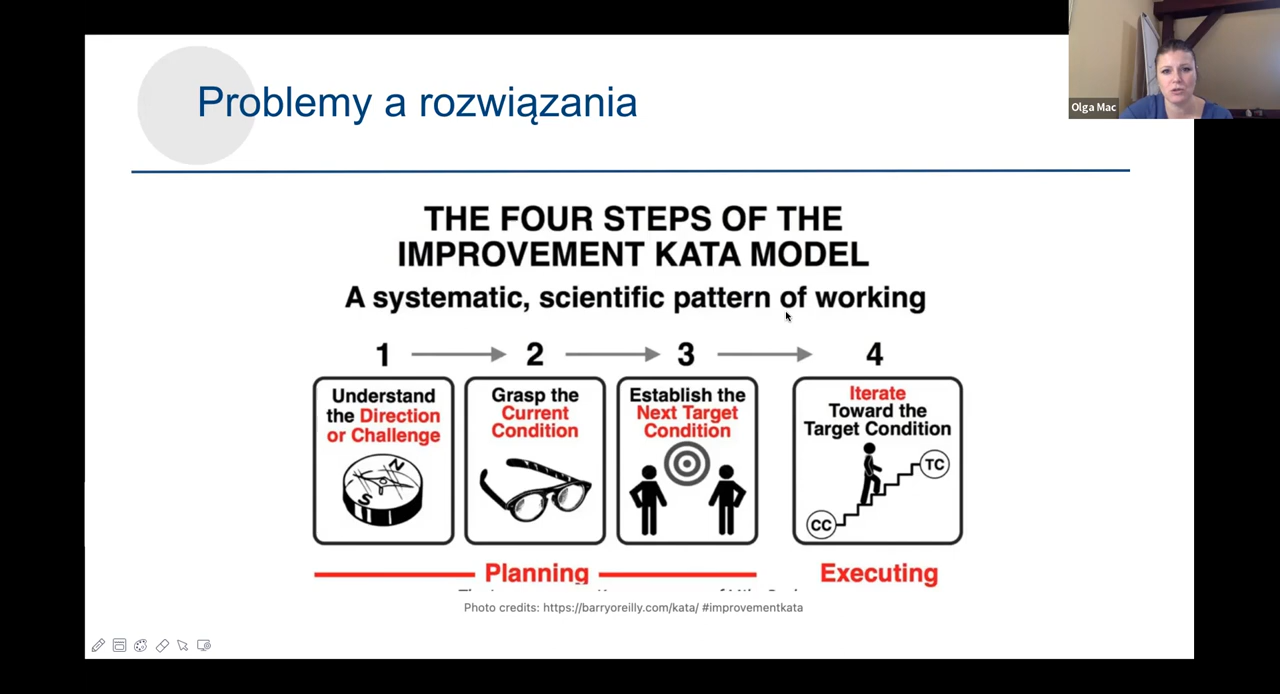 Problemy a rozwiązania
Olga Mac
THE FOUR STEPS OF THE
IMPROVEMENT KATA MODEL
A systematic, scientific pattern of working
1
2
3
4
Understand
the Direction
or Challenge
N
S
Grasp the
Current
Condition
Establish the
Next Target
Condition
Iterate
Toward the
Target Condition
TC
CC
Planning
Executing
Photo credits: https://barryoreilly.com/kata/ #improvementkata